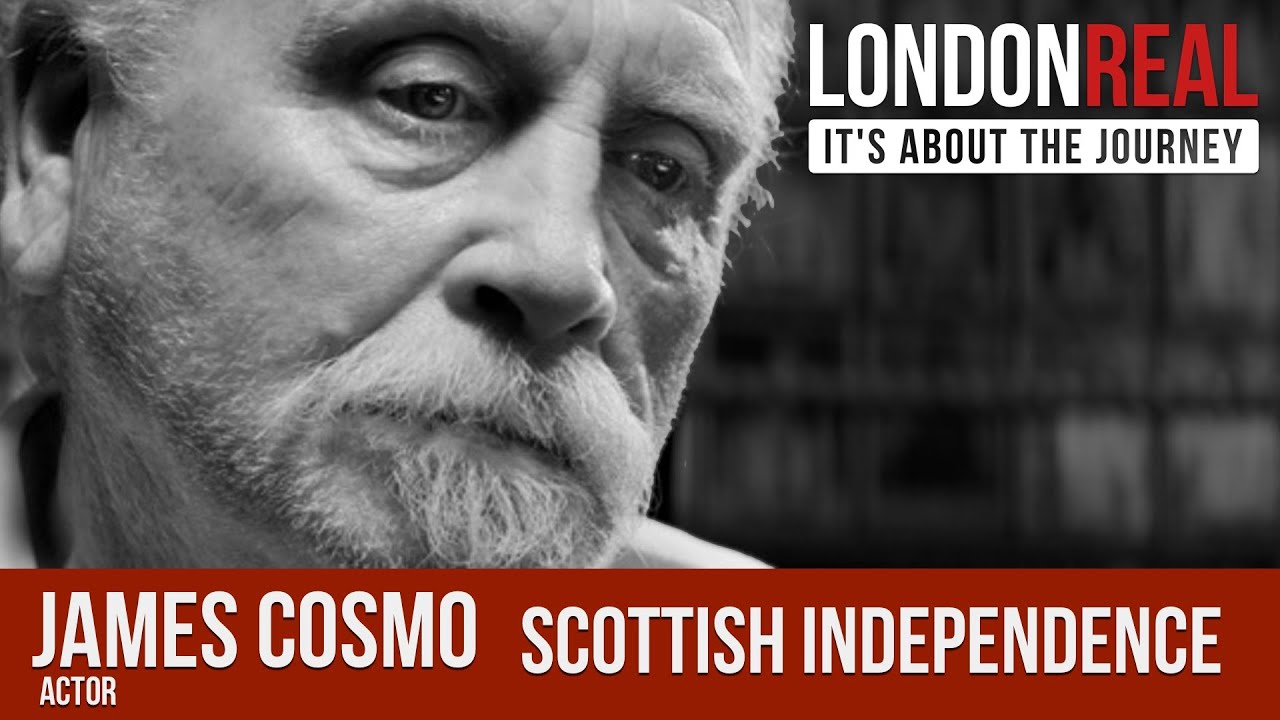 LONDONREAL
IT'S ABOUT THE JOURNEY
JAMES COSMO
ACTOR
SCOTTISH INDEPENDENCE